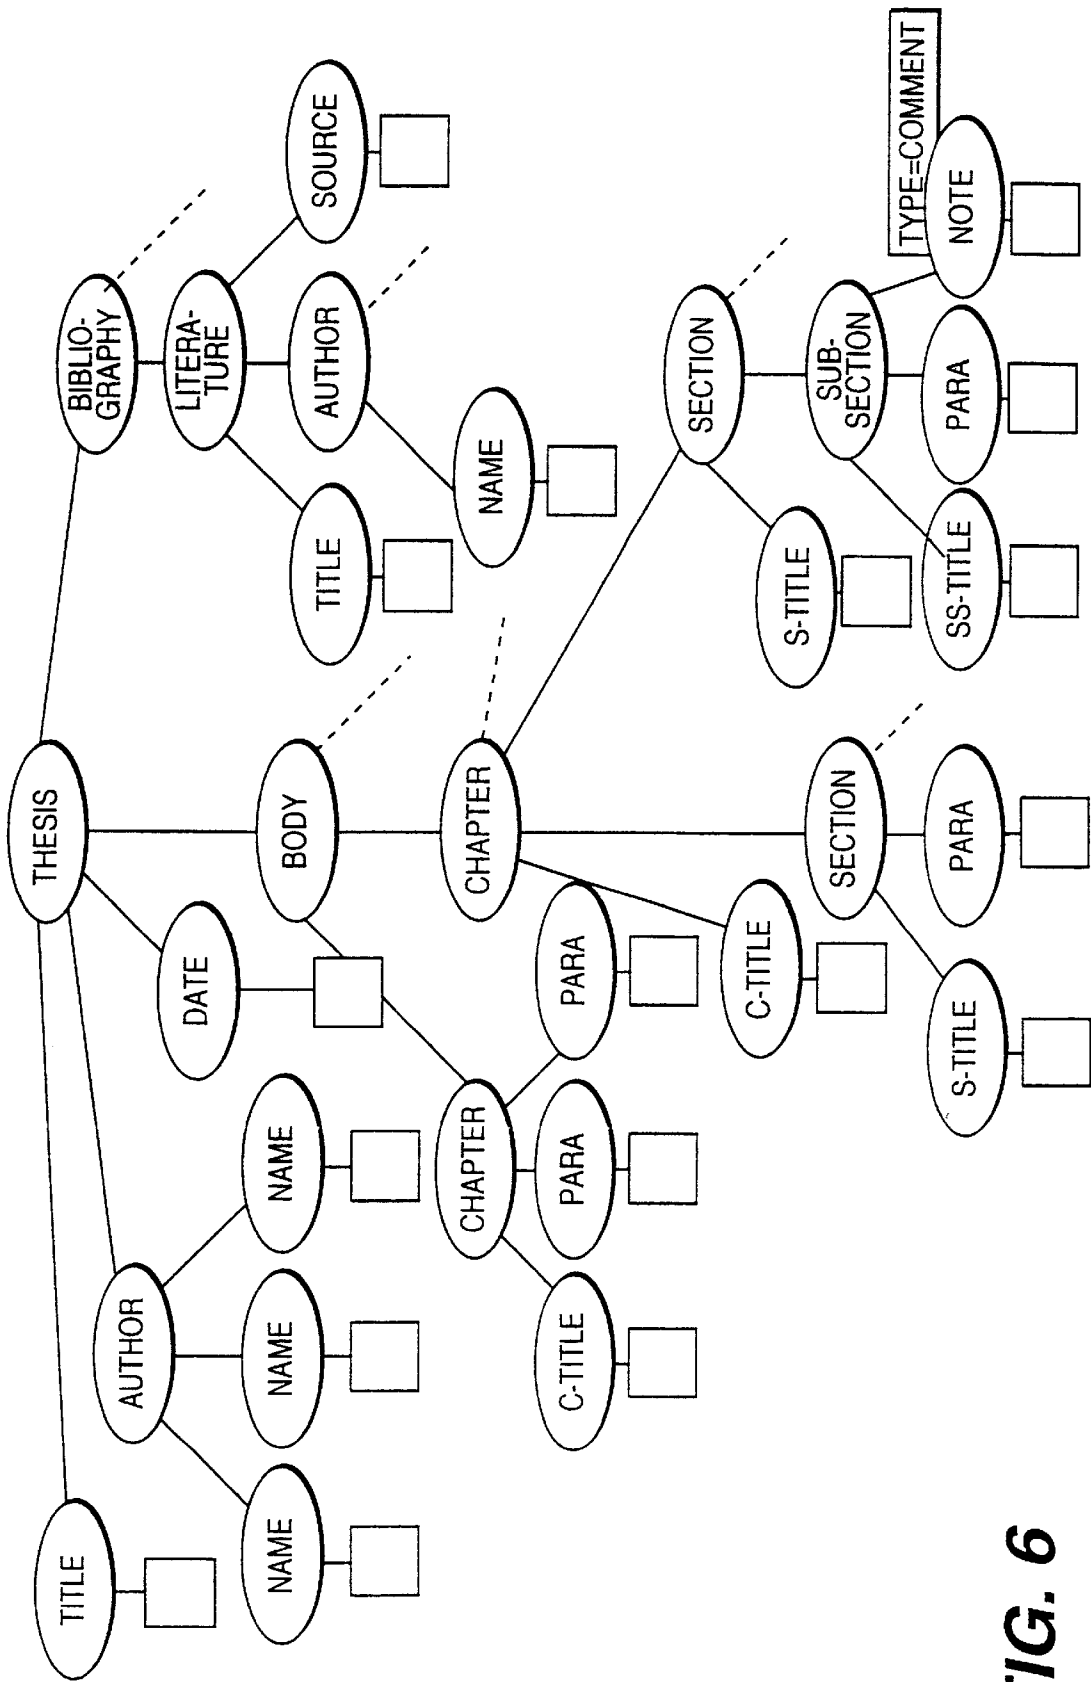 THESIS
TITLE
BIBLIO-
GRAPHY
AUTHOR
DATE
LITERA-
TURE
NAME
NAME
NAME
BODY
TITLE
AUTHOR
SOURCE
CHAPTER
CHAPTER
NAME
C-TITLE
PARA
PARA
SECTION
C-TITLE
S-TITLE
SECTION
SUB-
SECTION
TYPE=COMMENT
S-TITLE
PARA
SS-TITLE
PARA
NOTE
FIG. 6